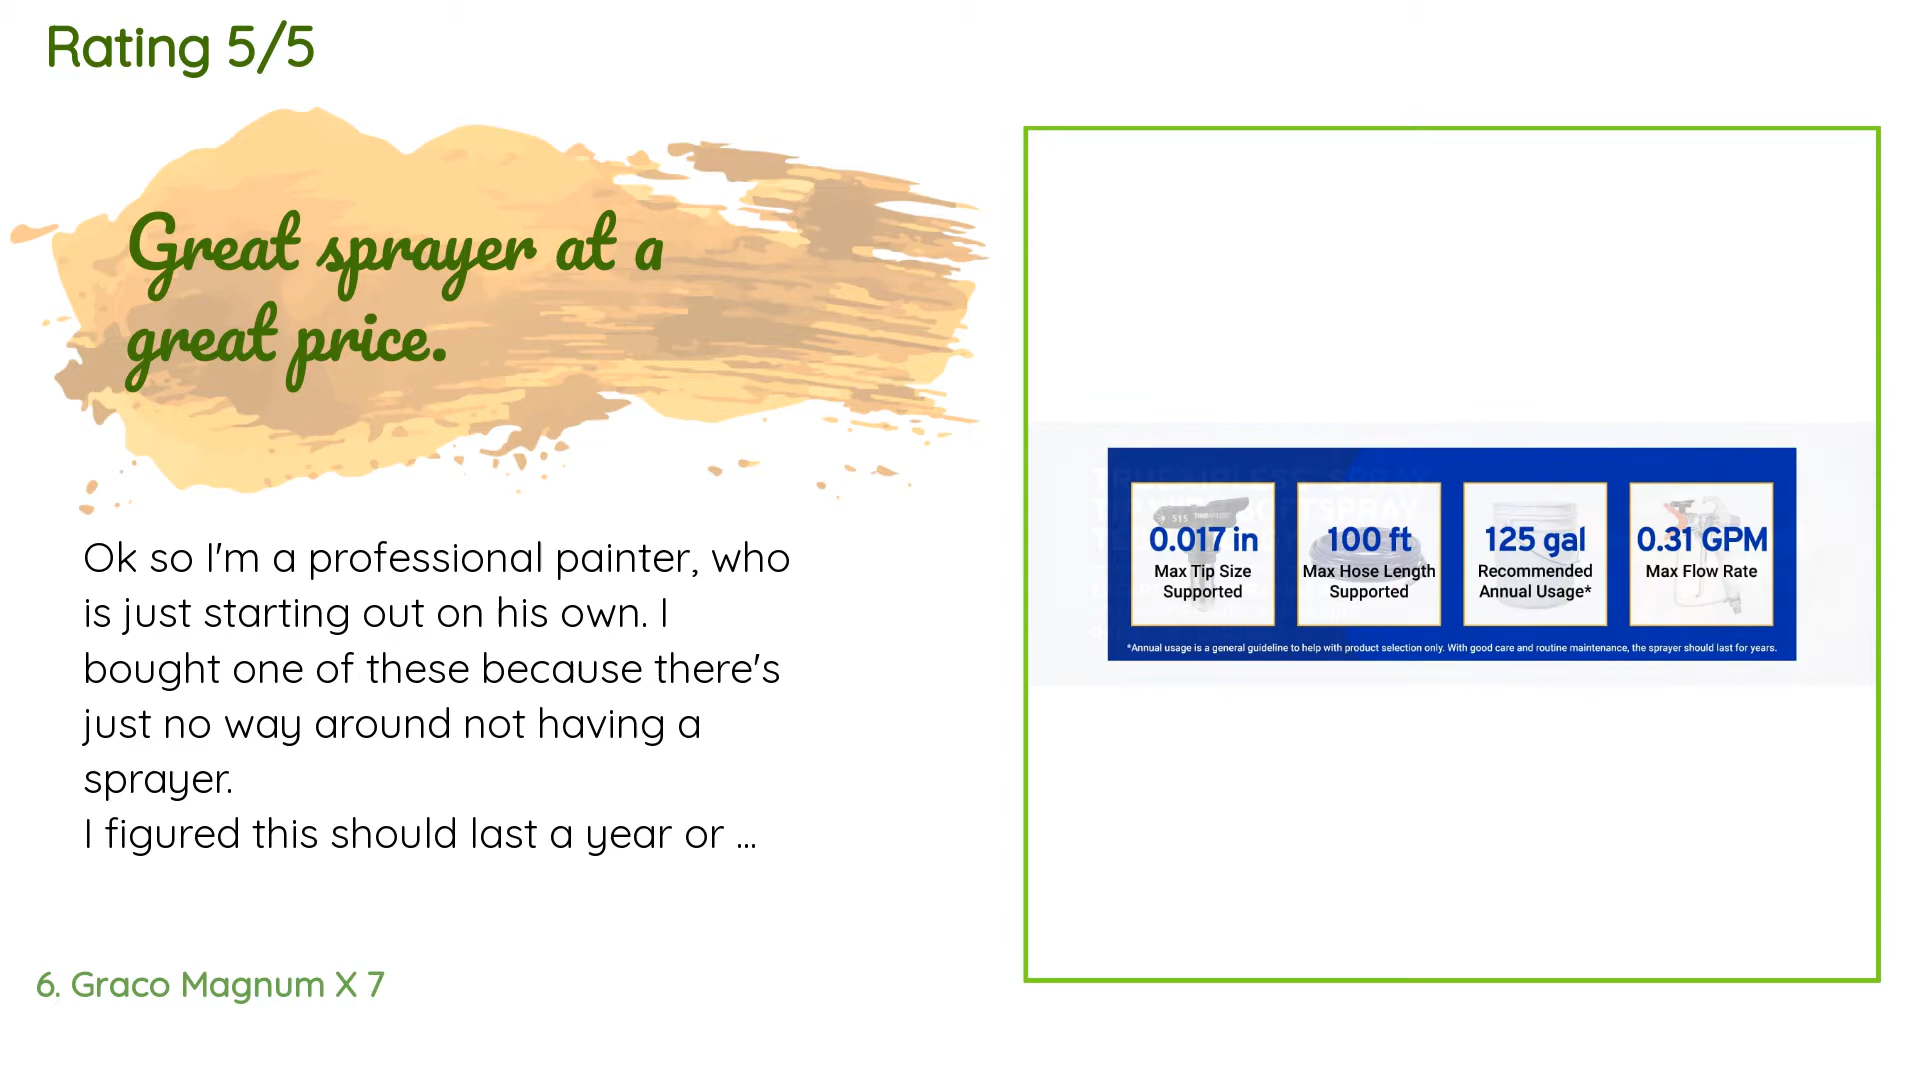 Rating 5/5
Great sprayer at a
great price.
Ok so I'm a professional painter, who
is just starting out on his own. I
bought one of these because there's
just no way around not having a
sprayer.
I figured this should last a year or ...
6. Graco Magnum X 7
0.017 in
Max Tip Size
Supported
100 ft
Max Hose Length
Supported
125 gal
Recommended
Annual Usage*
0.31 GPM
Max Flow Rate
*Annual usage is a general guideline to help with product selection only. With good care and routine maintenance, the sprayer should last for years.